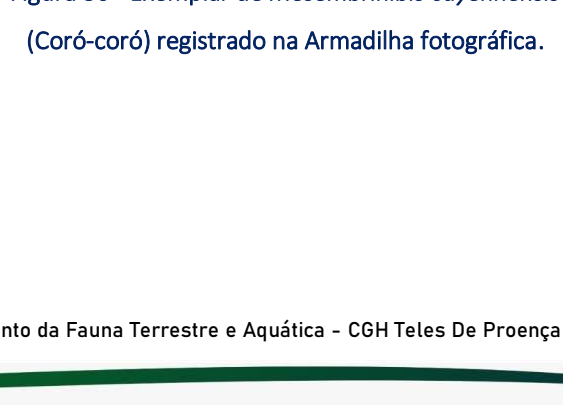 (Coró-coró) registrado na Armadilha fotográfica.
nto da Fauna Terrestre e Aquática - CGH Teles De Proença